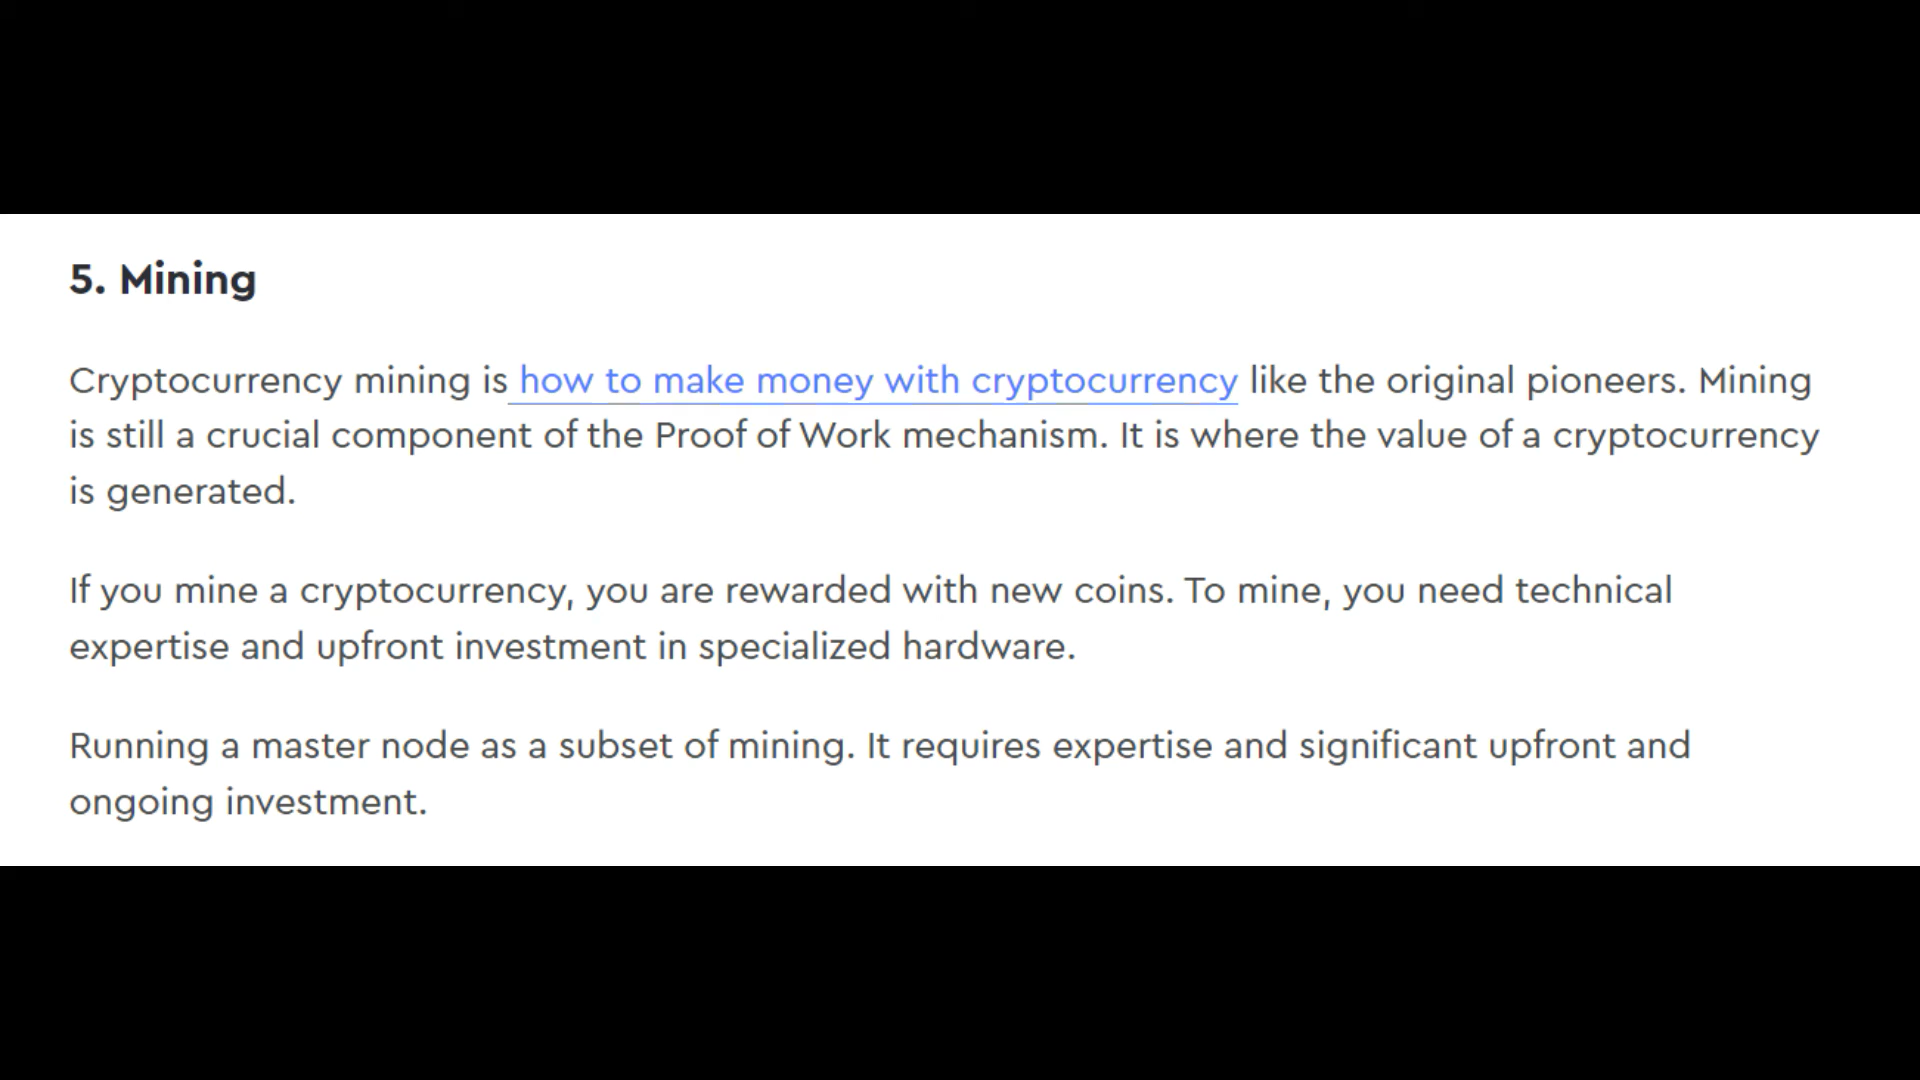 5. Mining
Cryptocurrency mining is how to make money with cryptocurrency like the original pioneers. Mining
is still a crucial component of the Proof of Work mechanism. It is where the value of a cryptocurrency
is generated.
If you mine a cryptocurrency, you are rewarded with new coins. To mine, you need technical
expertise and upfront investment in specialized hardware.
Running a master node as a subset of mining. It requires expertise and significant upfront and
ongoing investment.